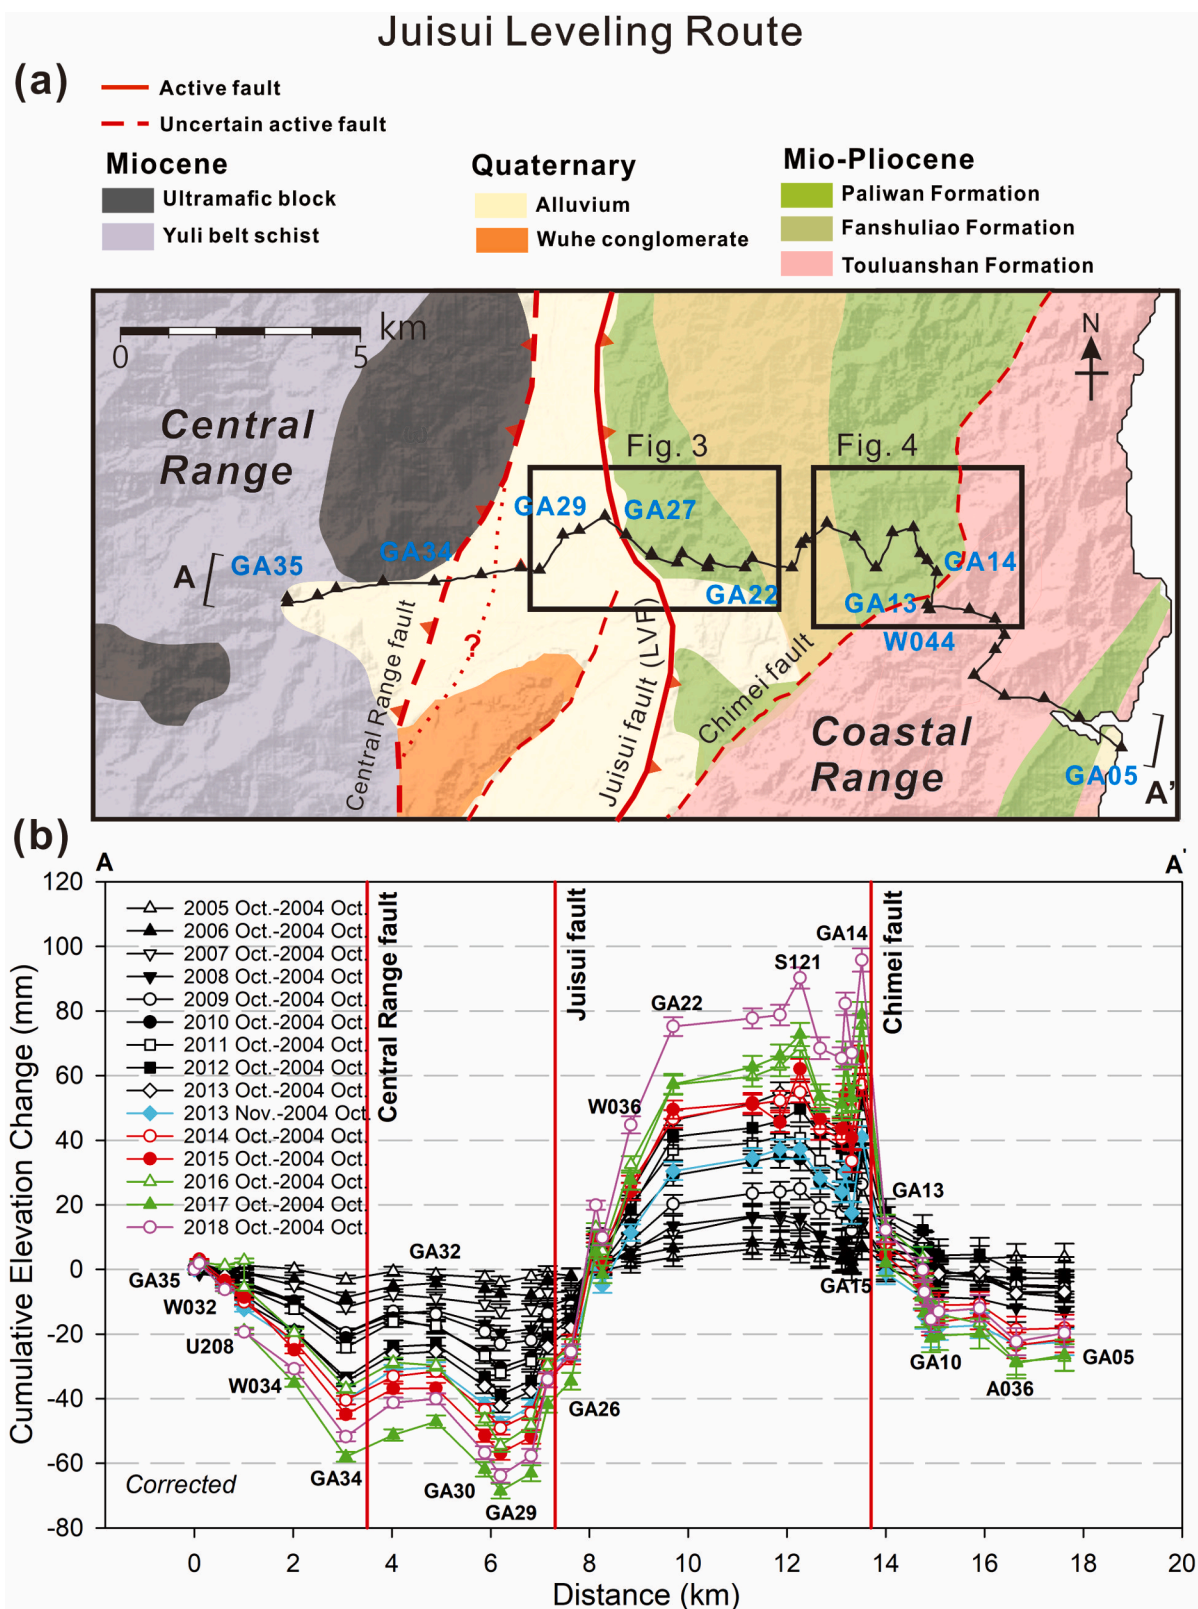 Juisui Leveling Route
(a)
Active fault
Uncertain active fault
Miocene
Ultramafic block
Yuli belt schist
Quaternary
Alluvium
Wuhe conglomerate
Mio-Pliocene
Paliwan Formation
Fanshuliao Formation
Touluanshan Formation
km
0 5
N
Central
Range
Fig. 3
Fig. 4
GA29
GA27
GA34
GA35
A
GA14
GA22
GA13
W044
?
Central Range fault
Juisui fault (LVF)
Chimei fault
Coastal
Range
GA05
A'
(b)
A
A'
120
100
80
60
40
20
0
-20
-40
-60
-80
Cumulative Elevation Change (mm)
2005 Oct.-2004 Oct.
2006 Oct.-2004 Oct.
2007 Oct.-2004 Oct.
2008 Oct.-2004 Oct.
2009 Oct.-2004 Oct.
2010 Oct.-2004 Oct.
2011 Oct.-2004 Oct.
2012 Oct.-2004 Oct.
2013 Oct.-2004 Oct.
2013 Nov.-2004 Oct.
2014 Oct.-2004 Oct.
2015 Oct.-2004 Oct.
2016 Oct.-2004 Oct.
2017 Oct.-2004 Oct.
2018 Oct.-2004 Oct.
Central Range fault
Juisui fault
Chimei fault
GA14
S121
GA22
W036
GA13
GA32
GA35
W032
U208
W034
GA34
GA30
GA29
GA26
GA15
GA10
A036
GA05
Corrected
0 2 4 6 8 10 12 14 16 18 20
Distance (km)